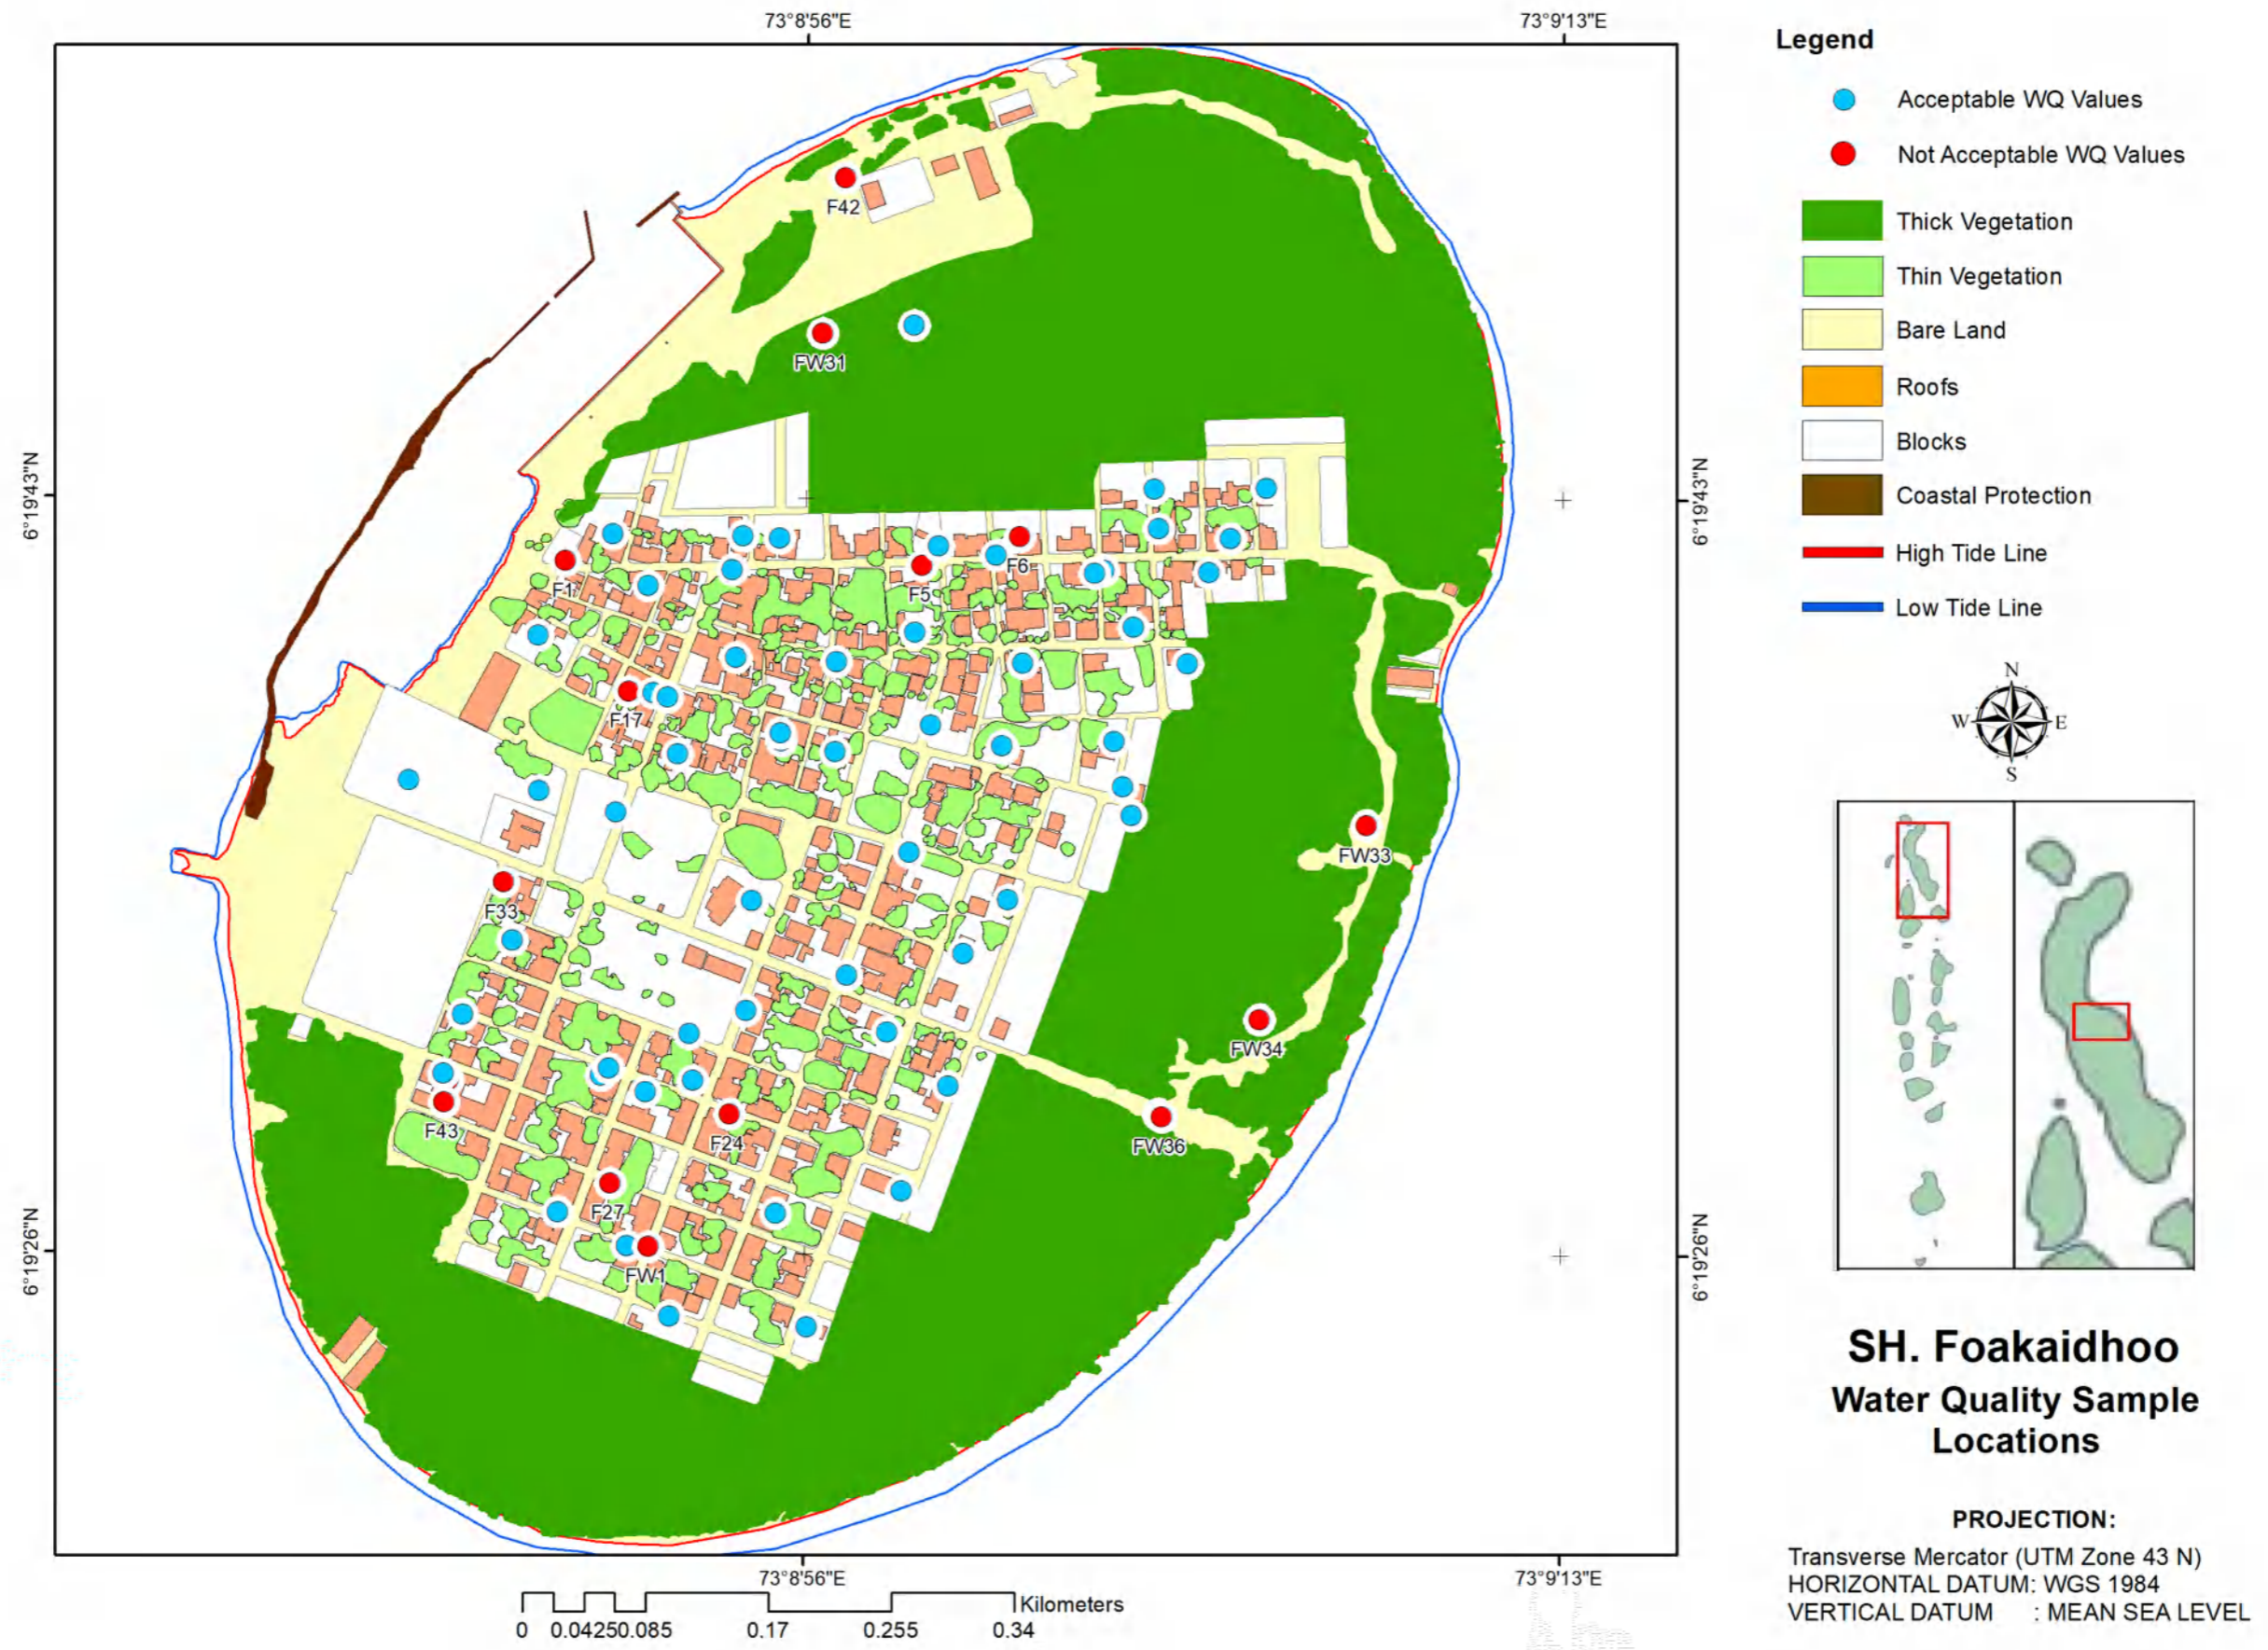 73°8'56"E
73°9'13"E
6°19'43"N
6°19'26"N
6°19'43"N
6°19'26"N
73°8'56"E
73°9'13"E
F42
FW31
F1
F6
F5
F17
FW33
F33
FW34
F43
F24
FW36
F27
FW1
Kilometers
0 0.0425 0.085 0.17 0.255 0.34
Legend
Acceptable WQ Values
Not Acceptable WQ Values
Thick Vegetation
Thin Vegetation
Bare Land
Roofs
Blocks
Coastal Protection
High Tide Line
Low Tide Line
N
W E
S
SH. Foakaidhoo
Water Quality Sample
Locations
PROJECTION:
Transverse Mercator (UTM Zone 43 N)
HORIZONTAL DATUM: WGS 1984
VERTICAL DATUM : MEAN SEA LEVEL